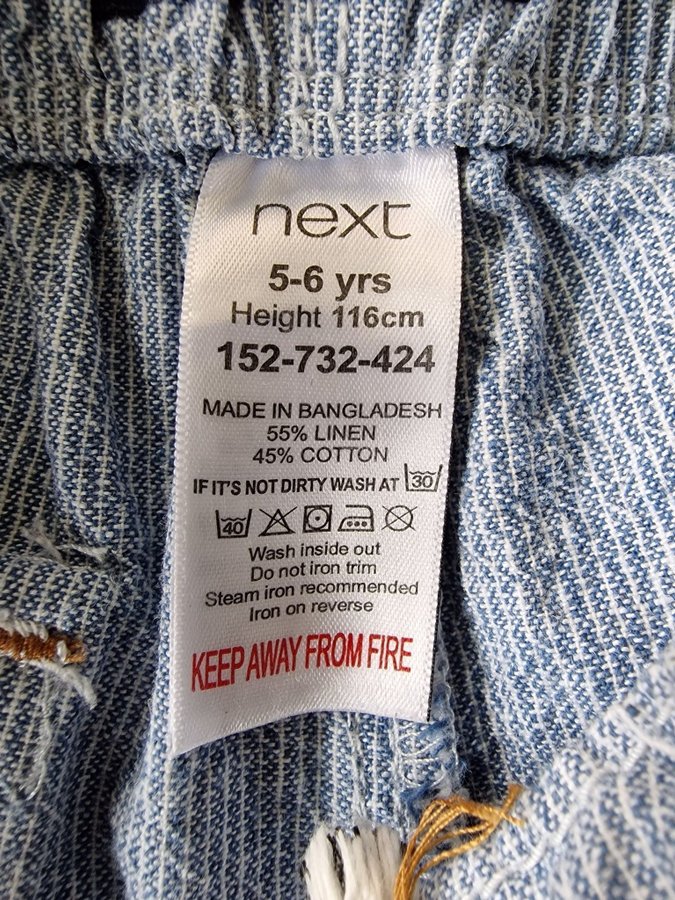 next
5-6 yrs
Height 116cm
152-732-424
MADE IN BANGLADESH
55% LINEN
45% COTTON
IF IT'S NOT DIRTY WASH AT 30
40
Wash inside out
Do not iron trim
Steam iron recommended
Iron on reverse
KEEP AWAY FROM FIRE